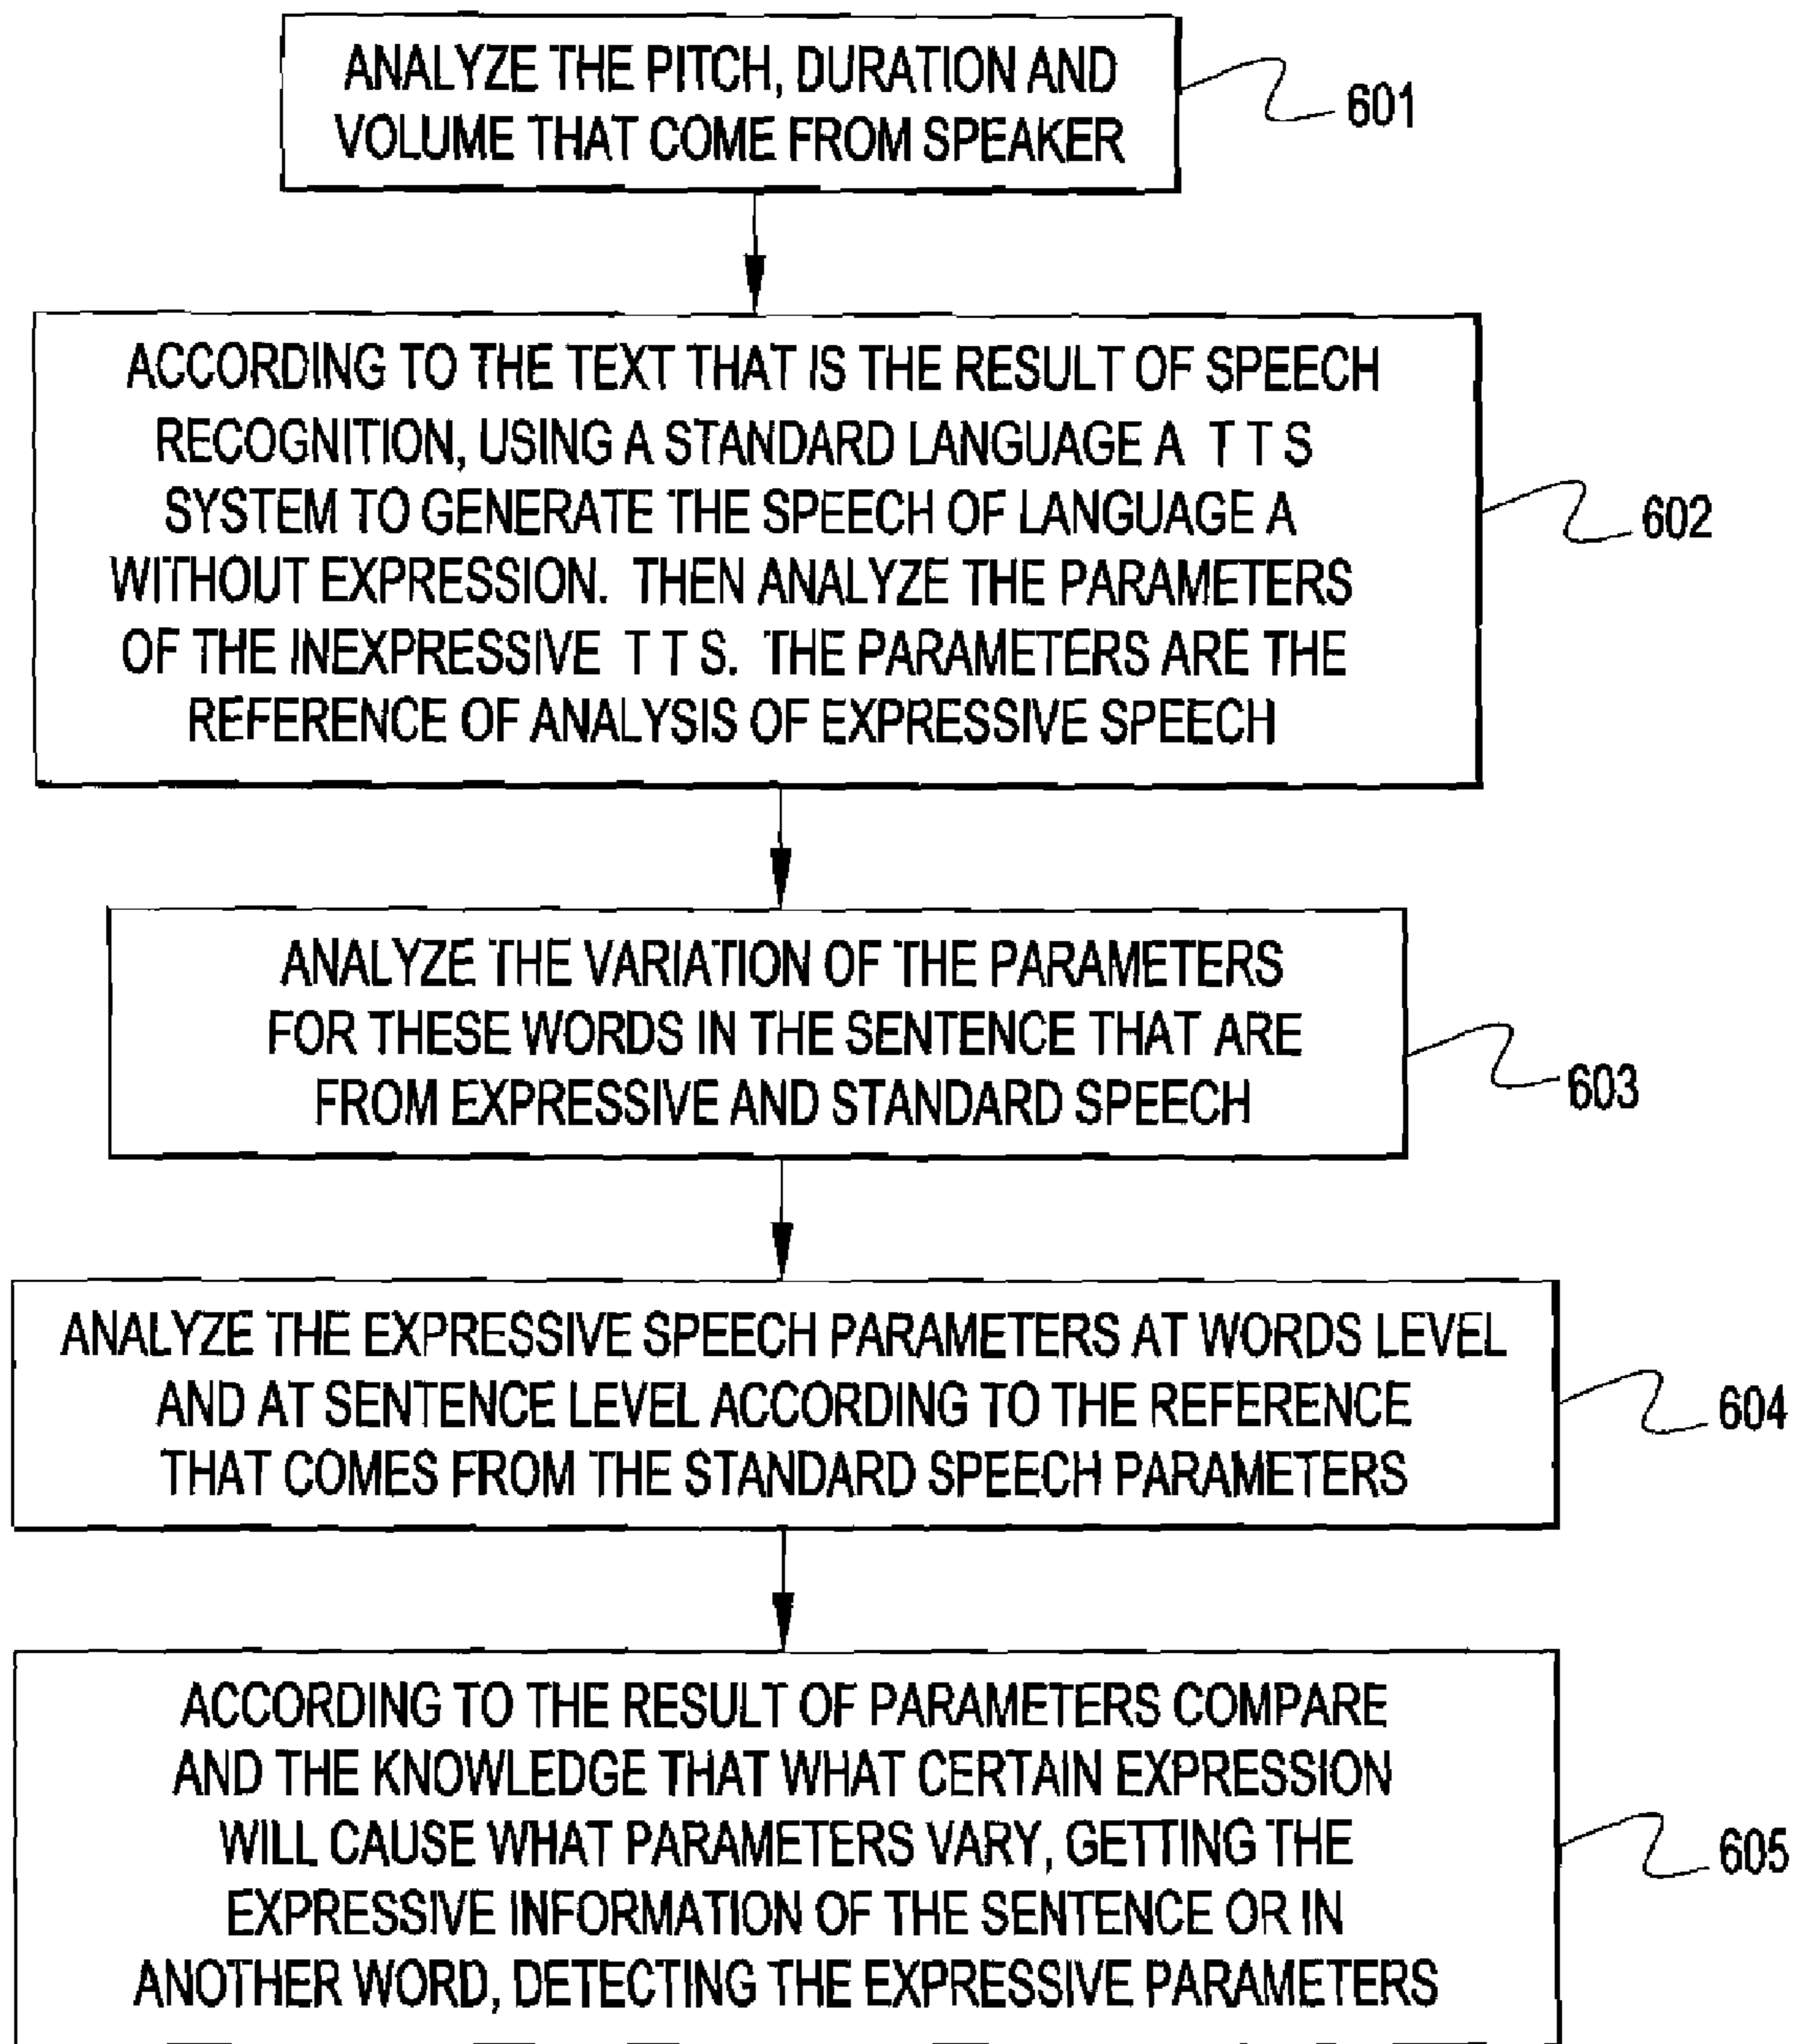 ANALYZE THE PITCH, DURATION AND
VOLUME THAT COME FROM SPEAKER
601
ACCORDING TO THE TEXT THAT IS THE RESULT OF SPEECH
RECOGNITION, USING A STANDARD LANGUAGE A T T S
SYSTEM TO GENERATE THE SPEECH OF LANGUAGE A
WITHOUT EXPRESSION. THEN ANALYZE THE PARAMETERS
OF THE INEXPRESSIVE T T S. THE PARAMETERS ARE THE
REFERENCE OF ANALYSIS OF EXPRESSIVE SPEECH
602
ANALYZE THE VARIATION OF THE PARAMETERS
FOR THESE WORDS IN THE SENTENCE THAT ARE
FROM EXPRESSIVE AND STANDARD SPEECH
603
ANALYZE THE EXPRESSIVE SPEECH PARAMETERS AT WORDS LEVEL
AND AT SENTENCE LEVEL ACCORDING TO THE REFERENCE
THAT COMES FROM THE STANDARD SPEECH PARAMETERS
604
ACCORDING TO THE RESULT OF PARAMETERS COMPARE
AND THE KNOWLEDGE THAT WHAT CERTAIN EXPRESSION
WILL CAUSE WHAT PARAMETERS VARY, GETTING THE
EXPRESSIVE INFORMATION OF THE SENTENCE OR IN
ANOTHER WORD, DETECTING THE EXPRESSIVE PARAMETERS
605